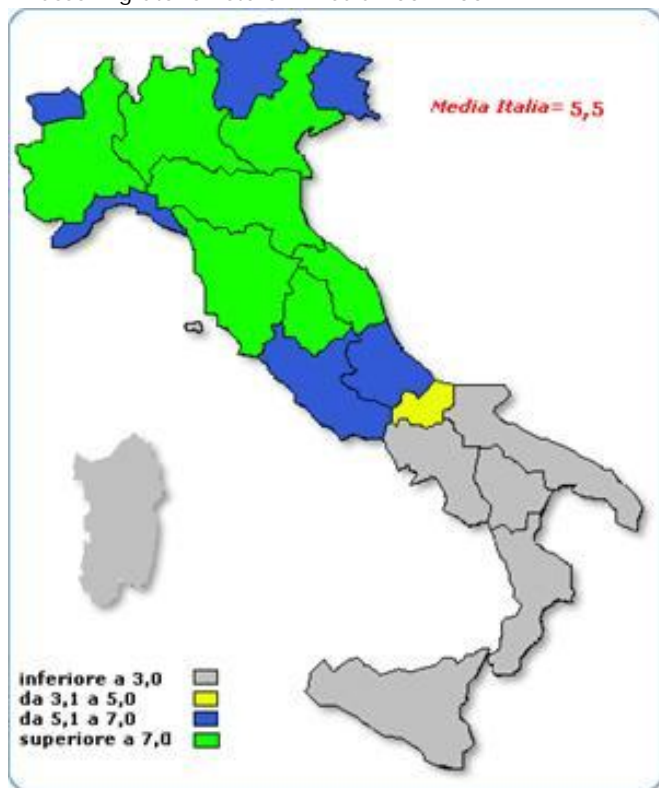 Media Italia= 5,5
inferiore a 3,0
da 3,1 a 5,0
da 5,1 a 7,0
superiore a 7,0